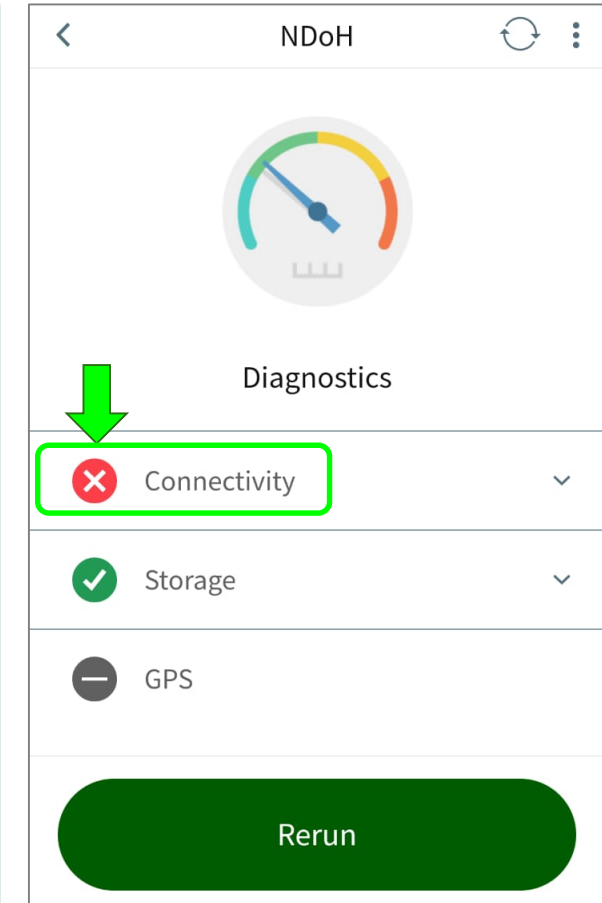 NDoH
Diagnostics
Connectivity
Storage
GPS
Rerun